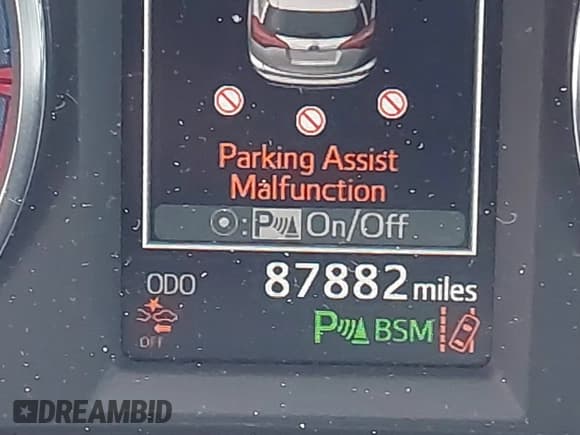 Parking Assist
Malfunction
: P On/Off
ODO 87882 miles
OFF P BSM
DREAMBID